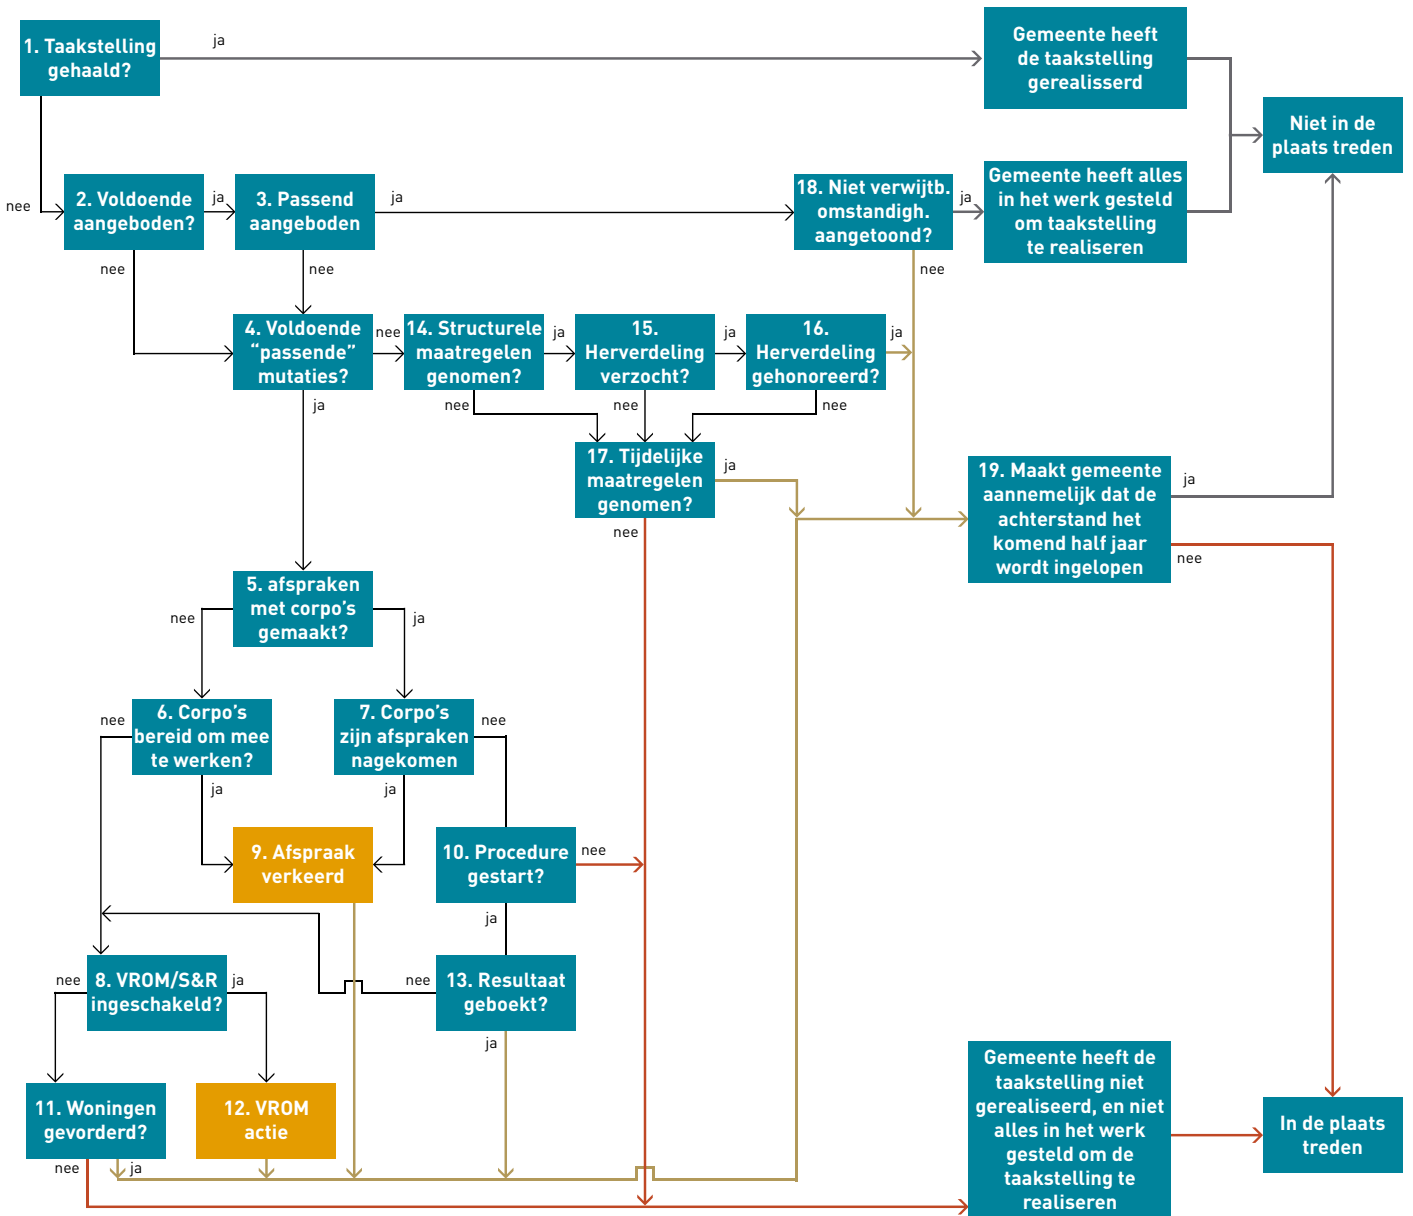 1. Taakstelling
gehaald?
ja
Gemeente heeft
de taakstelling
gerealisserd
Niet in de
plaats treden
nee
2. Voldoende
aangeboden?
ja
3. Passend
aangeboden
ja
18. Niet verwijtb.
omstandigh.
aangetoond?
ja
Gemeente heeft alles
in het werk gesteld
om taakstelling
te realiseren
nee
nee
nee
4. Voldoende
“passende”
mutaties?
nee
14. Structurele
maatregelen
genomen?
ja
15.
Herverdeling
verzocht?
ja
16.
Herverdeling
gehonoreerd?
ja
ja
nee
nee
nee
17. Tijdelijke
maatregelen
genomen?
ja
nee
19. Maakt gemeente
aannemelijk dat de
achterstand het
komend half jaar
wordt ingelopen
ja
nee
5. afspraken
met corpo’s
gemaakt?
nee
ja
nee
6. Corpo’s
bereid om mee
te werken?
ja
7. Corpo’s
zijn afspraken
nagekomen
nee
ja
9. Afspraak
verkeerd
10. Procedure
gestart?
nee
ja
nee
8. VROM/S&R
ingeschakeld?
ja
nee
13. Resultaat
geboekt?
ja
11. Woningen
gevorderd?
nee
ja
12. VROM
actie
Gemeente heeft de
taakstelling niet
gerealiseerd, en niet
alles in het werk
gesteld om de
taakstelling te
realiseren
In de plaats
treden